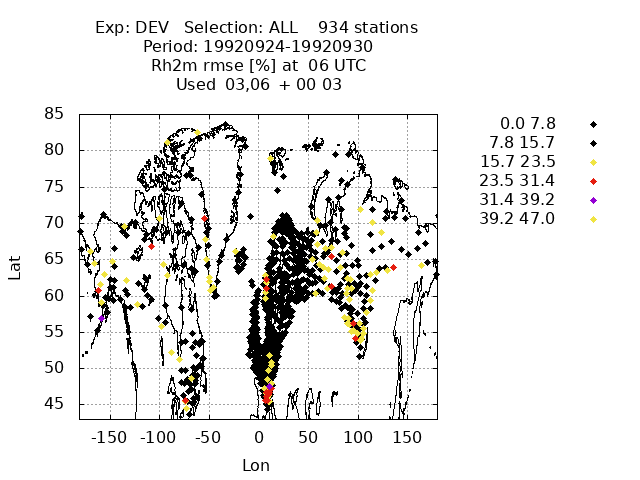 Exp: DEV   Selection: ALL    934 stations
Period: 19920924-19920930
Rh2m rmse [%] at  06 UTC
Used  03,06  + 00 03
85
80
75
70
65
60
55
50
45
Lat
-150 -100 -50 0 50 100 150
Lon
0.0 7.8
7.8 15.7
15.7 23.5
23.5 31.4
31.4 39.2
39.2 47.0